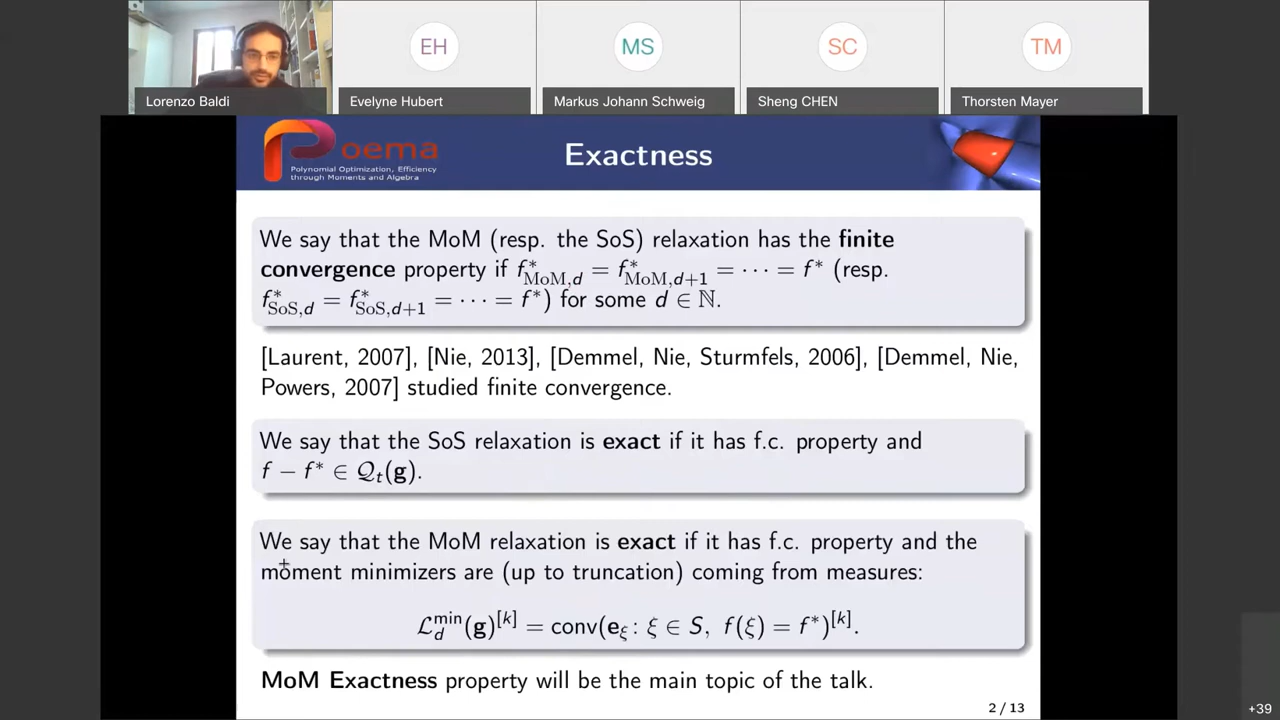 EH
MS
SC
TM
Lorenzo Baldi
Evelyne Hubert
Markus Johann Schweig
Sheng CHEN
Thorsten Mayer
Poema
Polynomial Optimization, Efficiency
through Moments and Algebra
Exactness
We say that the MoM (resp. the SoS) relaxation has the finite
convergence property if f*_{MoM,d} = f*_{MoM,d+1} = ⋯ = f* (resp.
f*_{SoS,d} = f*_{SoS,d+1} = ⋯ = f*) for some d ∈ ℕ.
[Laurent, 2007], [Nie, 2013], [Demmel, Nie, Sturmfels, 2006], [Demmel, Nie,
Powers, 2007] studied finite convergence.
We say that the SoS relaxation is exact if it has f.c. property and
f − f* ∈ 𝒬_t(g).
We say that the MoM relaxation is exact if it has f.c. property and the
moment minimizers are (up to truncation) coming from measures:
ℒ_d^{min}(g)^{[k]} = conv(e_ξ : ξ ∈ S, f(ξ) = f*)^{[k]}.
MoM Exactness property will be the main topic of the talk.
2 / 13
+39